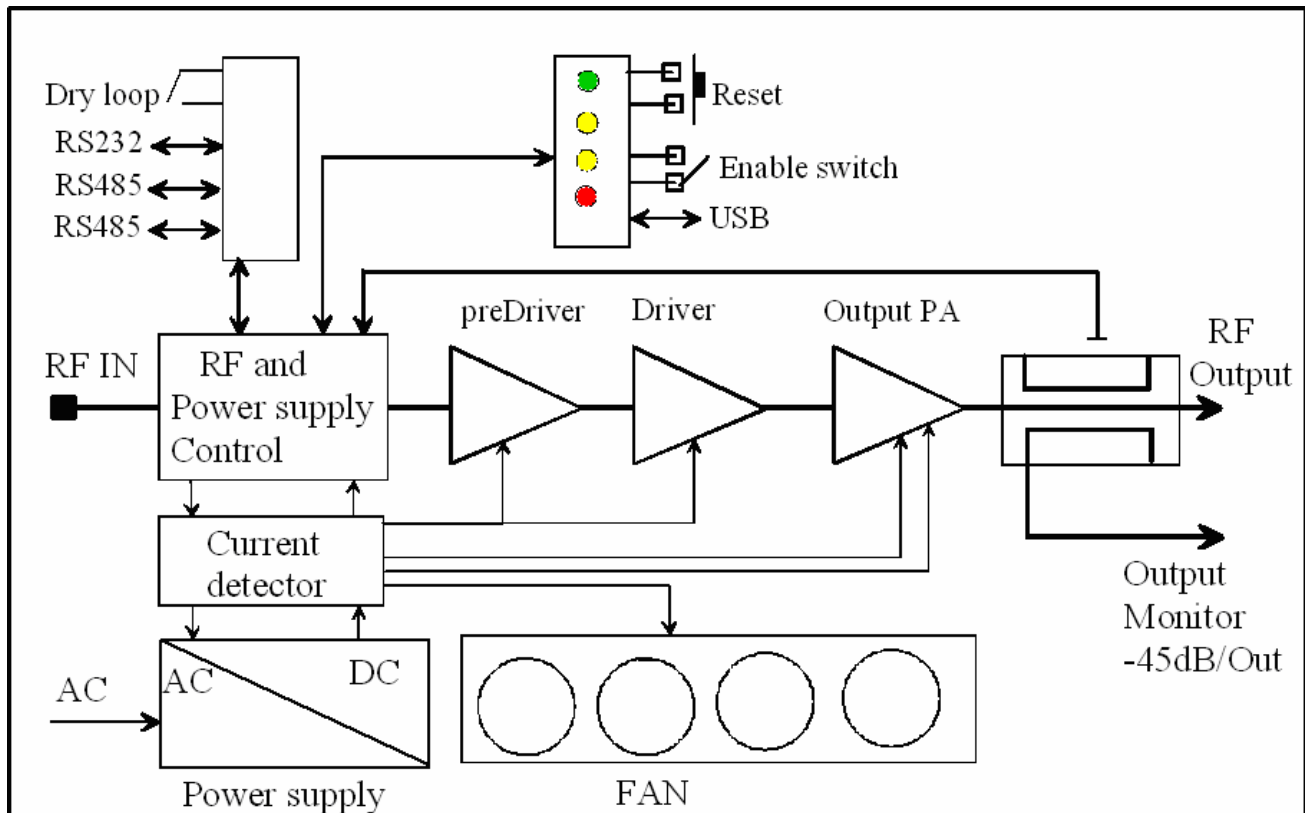 Dry loop
RS232
RS485
RS485
Reset
Enable switch
USB
preDriver
Driver
Output PA
RF
Output
RF IN
RF and
Power supply
Control
Current
detector
Output
Monitor
-45dB/Out
AC
AC
DC
Power supply
FAN